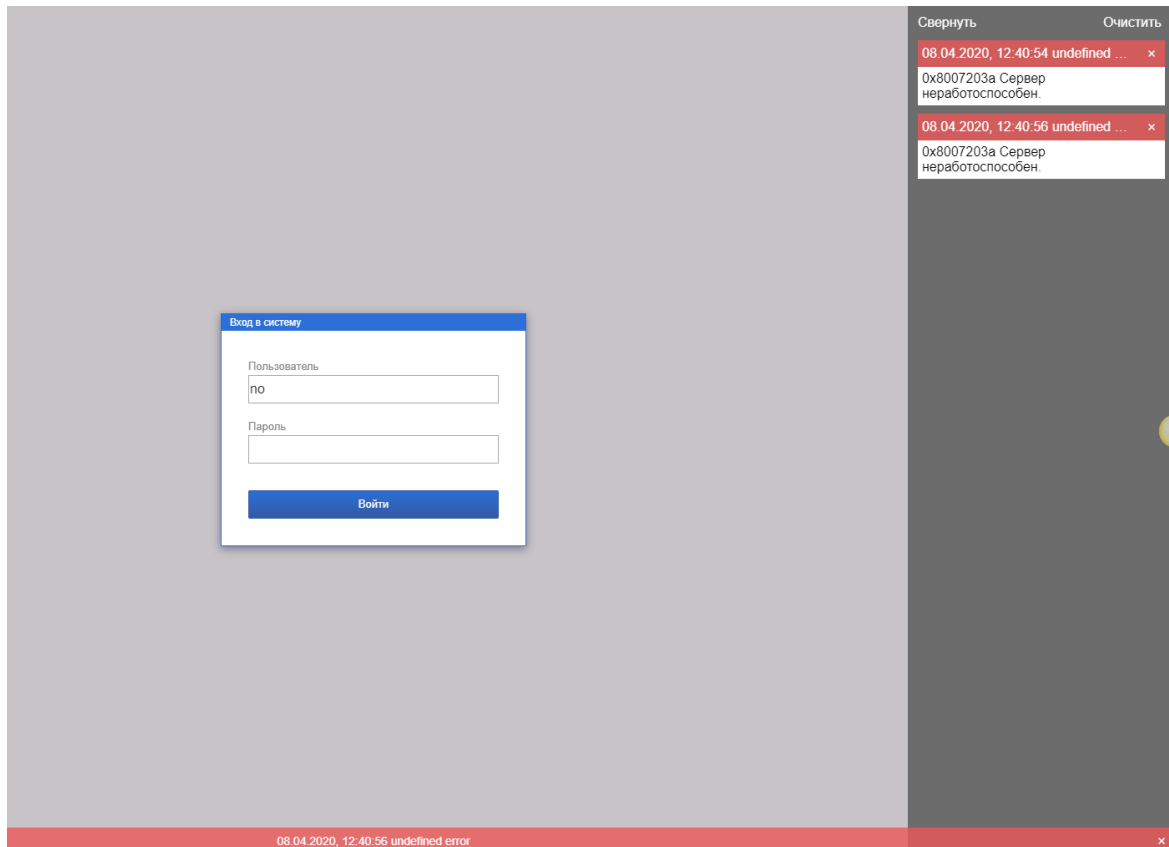 Свернуть
Очистить
08.04.2020, 12:40:54 undefined ...
×
0x8007203a Сервер
неработоспособен.
08.04.2020, 12:40:56 undefined ...
×
0x8007203a Сервер
неработоспособен.
Вход в систему
Пользователь
no
Пароль
Войти
08.04.2020, 12:40:56 undefined error
×